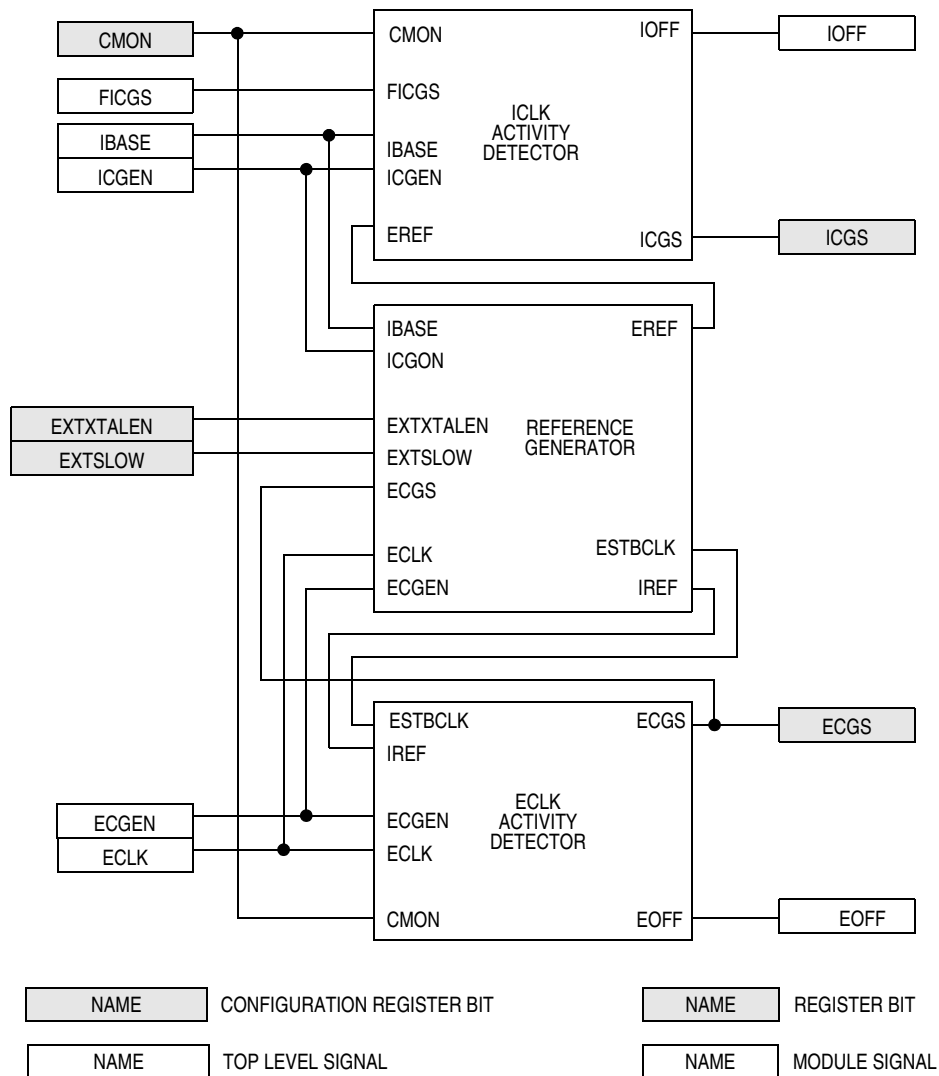 CMON
FICGS
IBASE
ICGEN
CMON
FICGS
IBASE
ICGEN
EREF
ICLK
ACTIVITY
DETECTOR
IOFF
ICGS
IOFF
ICGS
EXTXTALEN
EXTSLOW
IBASE
ICGON
EXTXTALEN
EXTSLOW
ECGS
ECLK
ECGEN
REFERENCE
GENERATOR
EREF
ESTBCLK
IREF
ECGEN
ECLK
ESTBCLK
IREF
ECGEN
ECLK
CMON
ECLK
ACTIVITY
DETECTOR
ECGS
EOFF
ECGS
EOFF
NAME CONFIGURATION REGISTER BIT
NAME REGISTER BIT
NAME TOP LEVEL SIGNAL
NAME MODULE SIGNAL